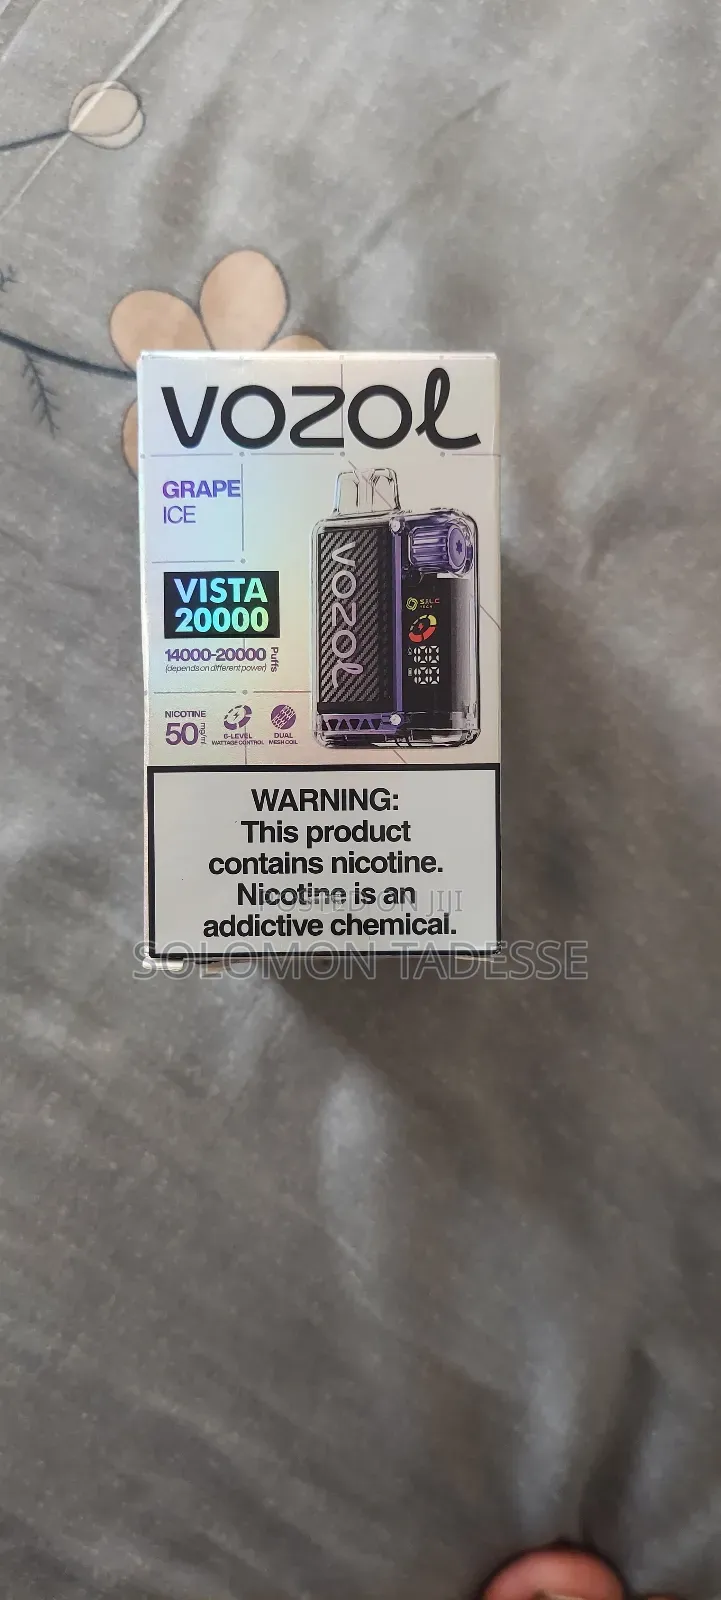 VOZOL
GRAPE
ICE
VISTA
20000
14000-20000 Puffs
(depends on different power)
NICOTINE
50 mg/ml
6-LEVEL
WATTAGE CONTROL
DUAL
MESH COIL
VOZOL
WARNING:
This product
contains nicotine.
Nicotine is an
addictive chemical.
POSTED ON JIJI
SOLOMON TADESSE